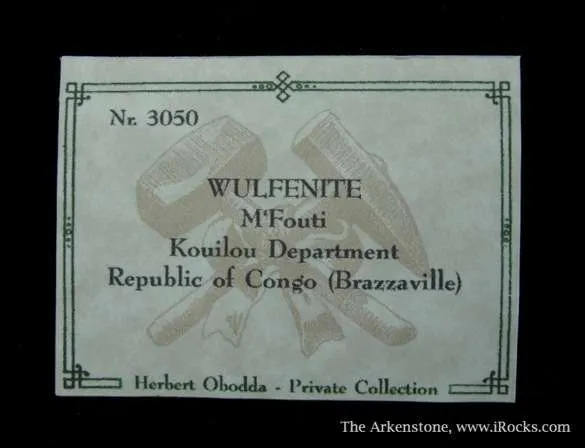 Nr. 3050
WULFENITE
M'Fouti
Kouilou Department
Republic of Congo (Brazzaville)
Herbert Obodda - Private Collection
The Arkenstone, www.iRocks.com